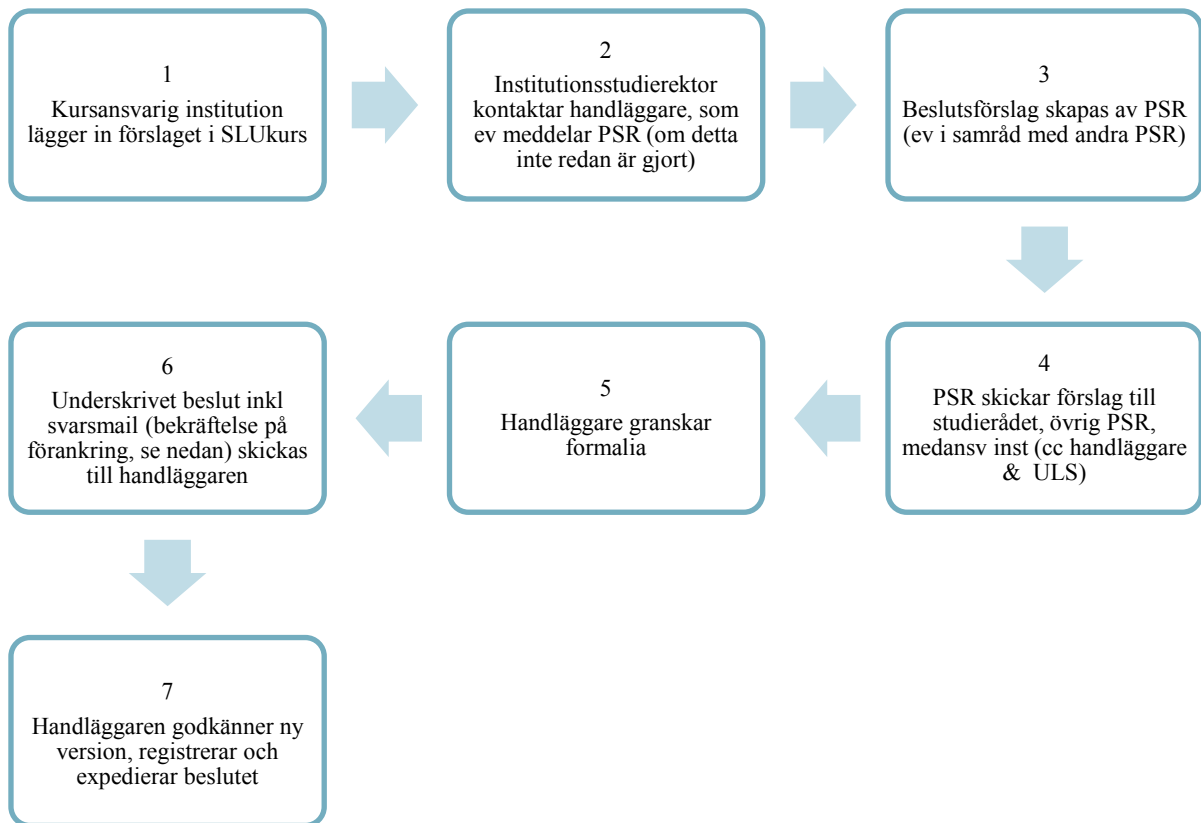 1
Kursansvarig institution
lägger in förslaget i SLUkurs
2
Institutionsstudierektor
kontaktar handläggare, som
ev meddelar PSR (om detta
inte redan är gjort)
3
Beslutsförslag skapas av PSR
(ev i samråd med andra PSR)
4
PSR skickar förslag till
studierådet, övrig PSR,
medansv inst (cc handläggare
& ULS)
5
Handläggare granskar
formalia
6
Underskrivet beslut inkl
svarsmail (bekräftelse på
förankring, se nedan) skickas
till handläggaren
7
Handläggaren godkänner ny
version, registrerar och
expedierar beslutet